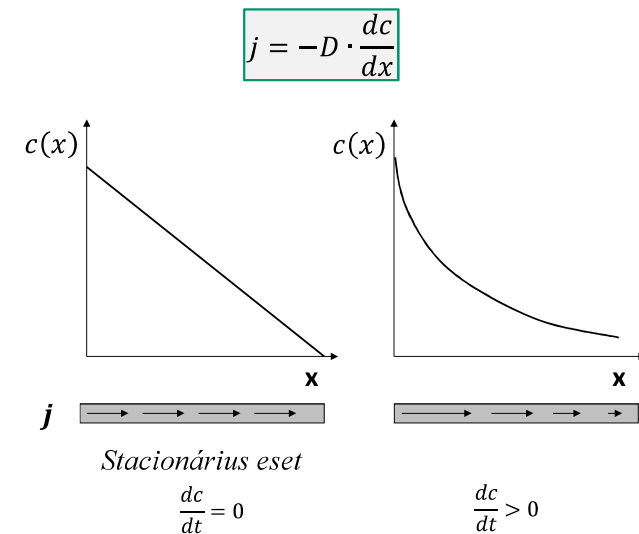 j = −D · dc/dx
c(x) c(x)
x x
j
Stacionárius eset
dc/dt = 0 dc/dt > 0